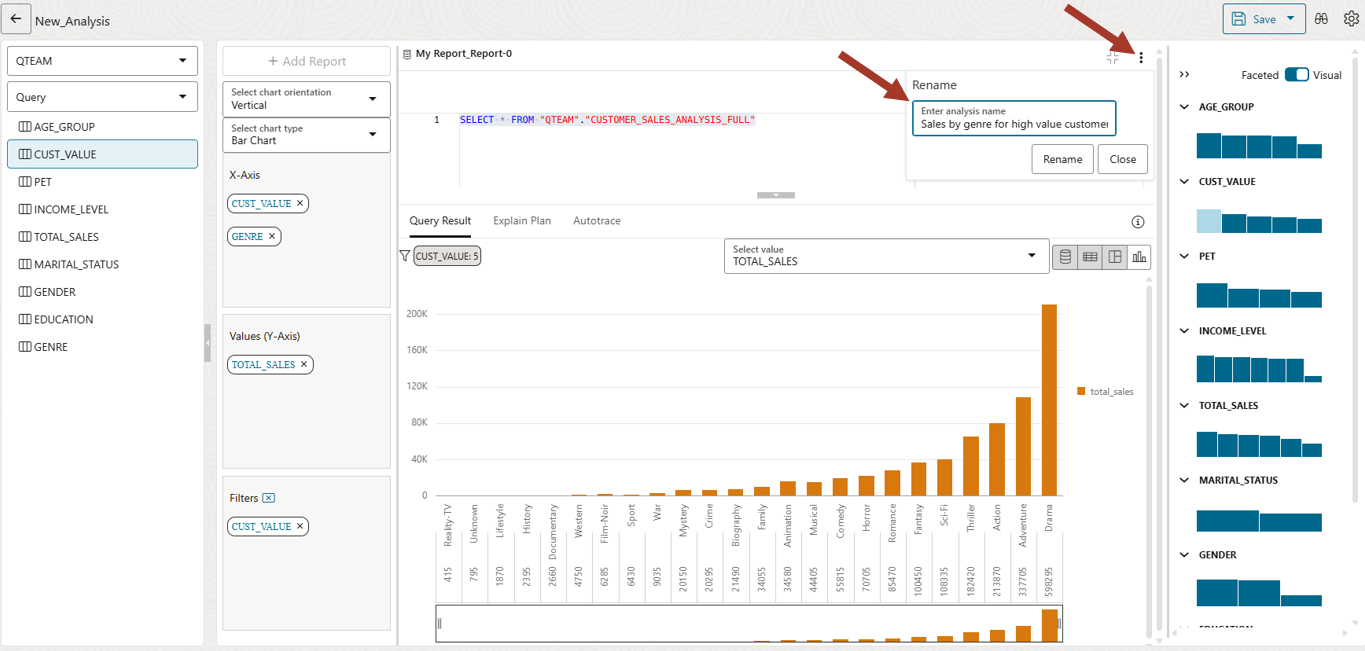 New_Analysis
Save
QTEAM
Query
AGE_GROUP
CUST_VALUE
PET
INCOME_LEVEL
TOTAL_SALES
MARITAL_STATUS
GENDER
EDUCATION
GENRE
+ Add Report
Select chart orientation
Vertical
Select chart type
Bar Chart
X-Axis
CUST_VALUE ×
GENRE ×
Values (Y-Axis)
TOTAL_SALES ×
Filters
CUST_VALUE ×
My Report_Report-0
1 SELECT * FROM "QTEAM"."CUSTOMER_SALES_ANALYSIS_FULL"
Rename
Enter analysis name
Sales by genre for high value customer
Rename Close
Query Result Explain Plan Autotrace
CUST_VALUE: 5
Select value
TOTAL_SALES
200K
160K
120K
80K
40K
0
total_sales
Reality-TV Unknown Lifestyle History Documentary Western Film-Noir Sport War Mystery Crime Biography Family Animation Musical Comedy Horror Romance Fantasy Sci-Fi Thriller Action Adventure Drama
415 795 1870 2395 2660 4750 6285 6430 9035 20150 20295 21490 34055 34580 44405 55815 70705 85470 100450 108335 182420 213870 337705 598295
Faceted Visual
AGE_GROUP
CUST_VALUE
PET
INCOME_LEVEL
TOTAL_SALES
MARITAL_STATUS
GENDER
EDUCATION